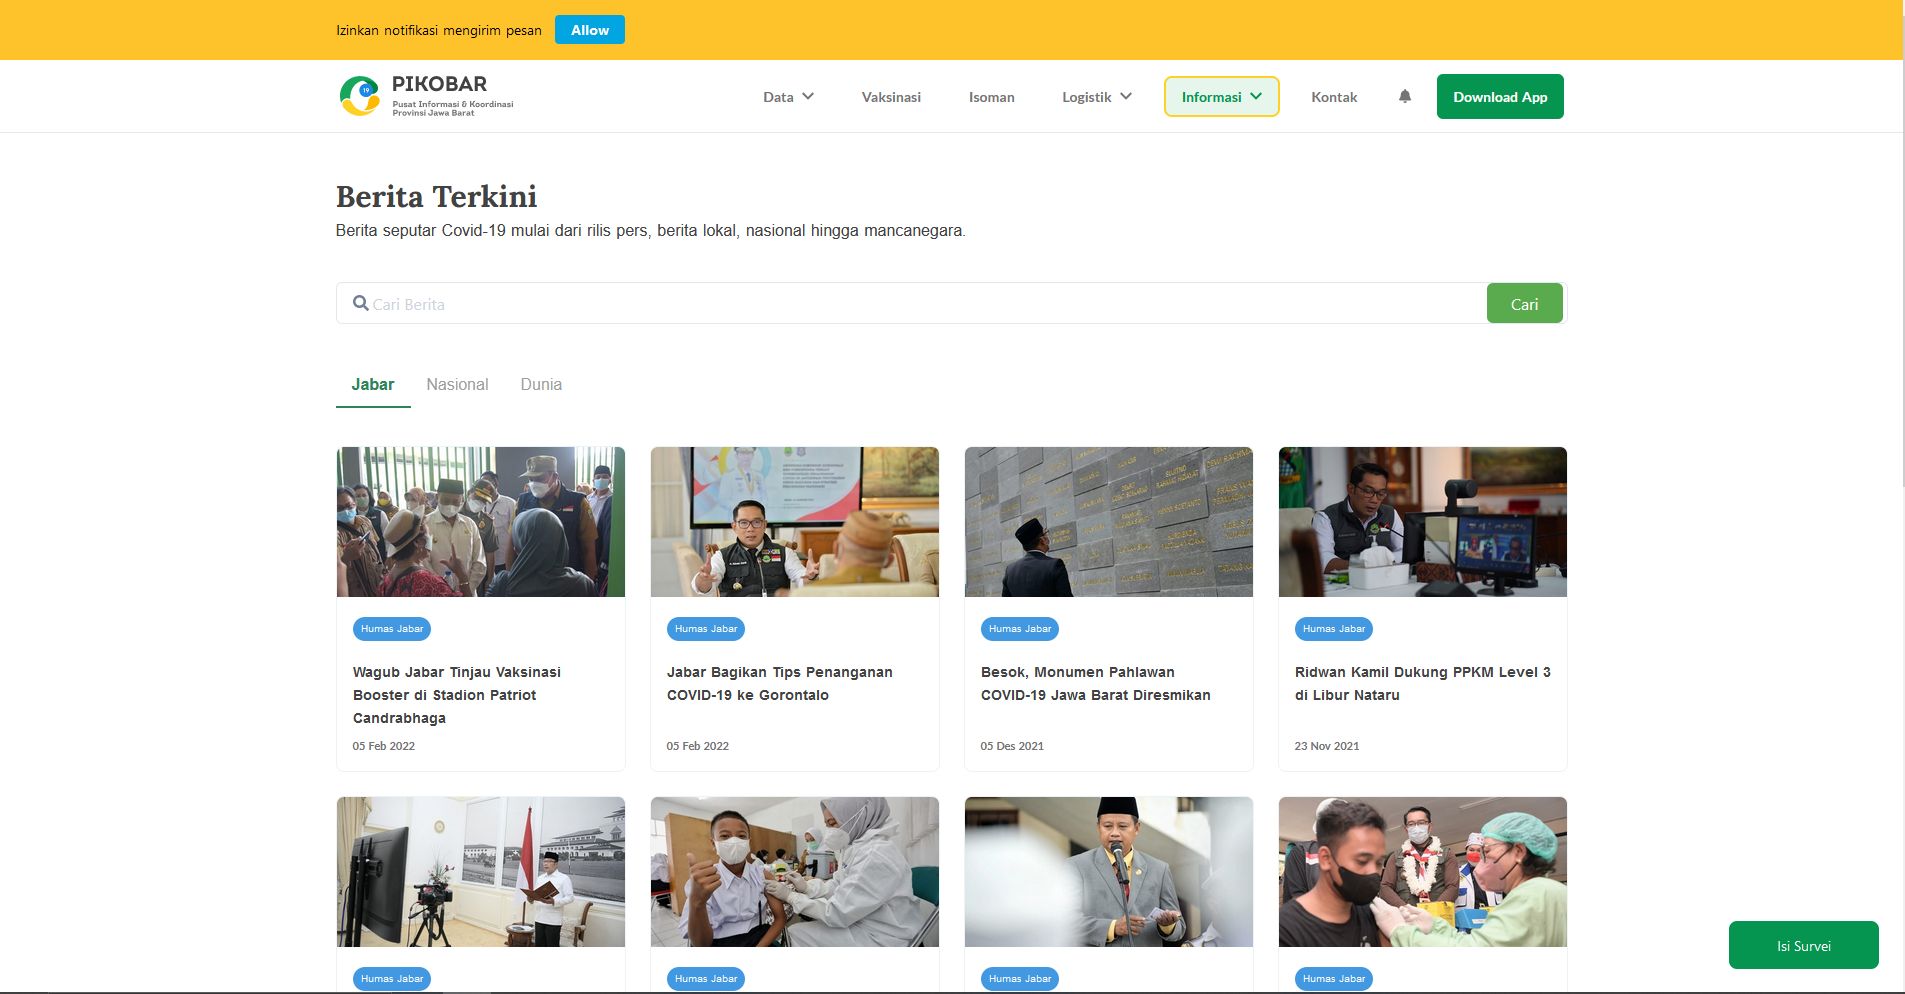 Izinkan notifikasi mengirim pesan
Allow
PIKOBAR
Pusat Informasi & Koordinasi
Provinsi Jawa Barat
19
Data
Vaksinasi
Isoman
Logistik
Informasi
Kontak
Download App
Berita Terkini
Berita seputar Covid-19 mulai dari rilis pers, berita lokal, nasional hingga mancanegara.
Cari Berita
Cari
Jabar
Nasional
Dunia
Humas Jabar
Wagub Jabar Tinjau Vaksinasi
Booster di Stadion Patriot
Candrabhaga
05 Feb 2022
Humas Jabar
Jabar Bagikan Tips Penanganan
COVID-19 ke Gorontalo
05 Feb 2022
Humas Jabar
Besok, Monumen Pahlawan
COVID-19 Jawa Barat Diresmikan
05 Des 2021
Humas Jabar
Ridwan Kamil Dukung PPKM Level 3
di Libur Nataru
23 Nov 2021
Humas Jabar
Humas Jabar
Humas Jabar
Humas Jabar
Isi Survei